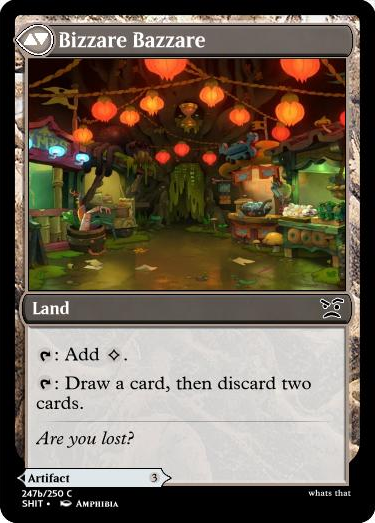 Bizzare Bazzare
Land
: Add .
: Draw a card, then discard two
cards.
Are you lost?
Artifact 3
247b/250 C
SHIT • AMPHIBIA
whats that